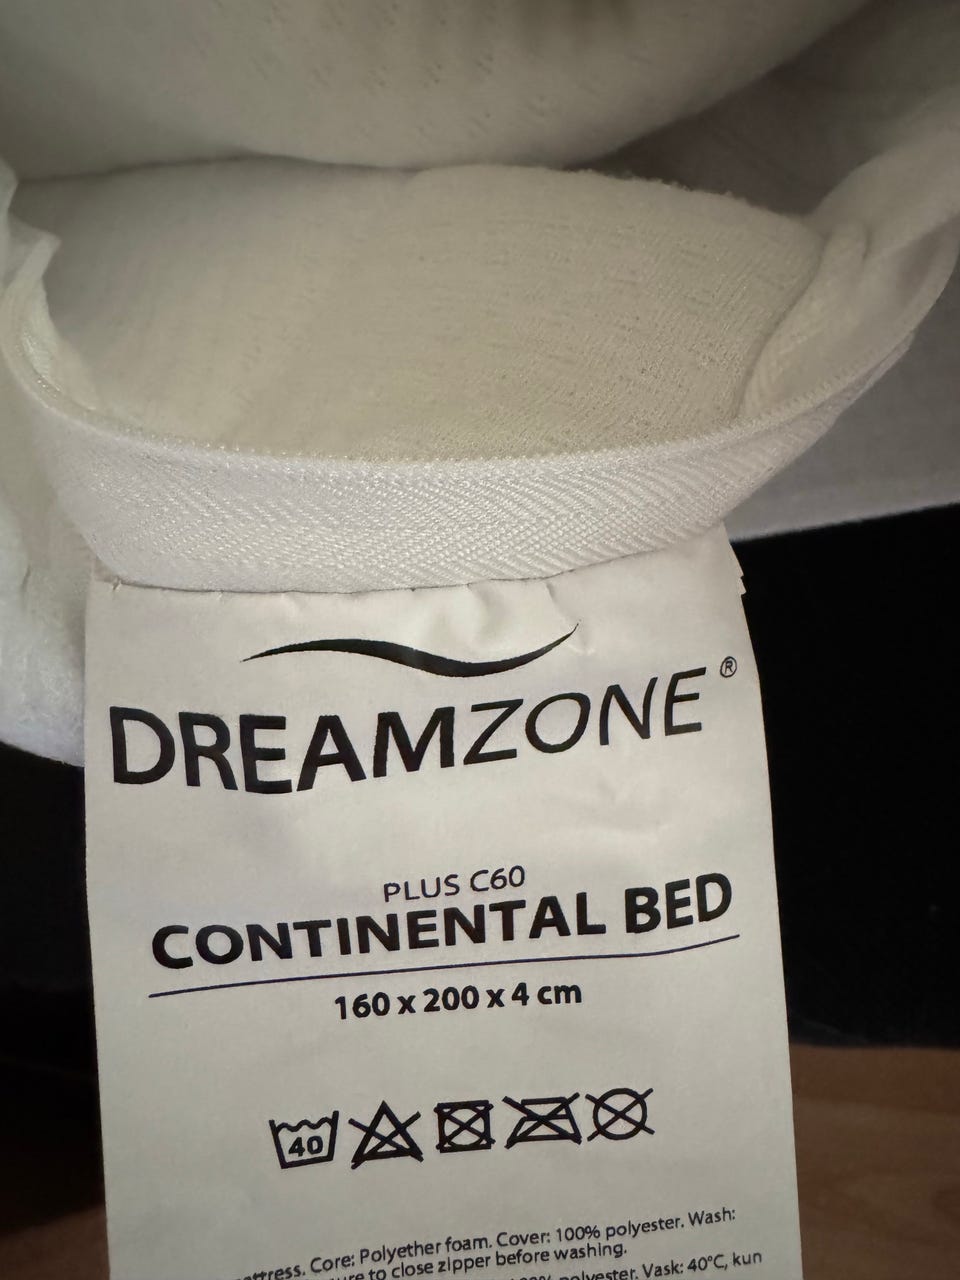 DREAMZONE®
PLUS C60
CONTINENTAL BED
160 x 200 x 4 cm
40
Core: Polyether foam. Cover: 100% polyester. Wash:
to close zipper before washing.
polyester. Vask: 40°C, kun